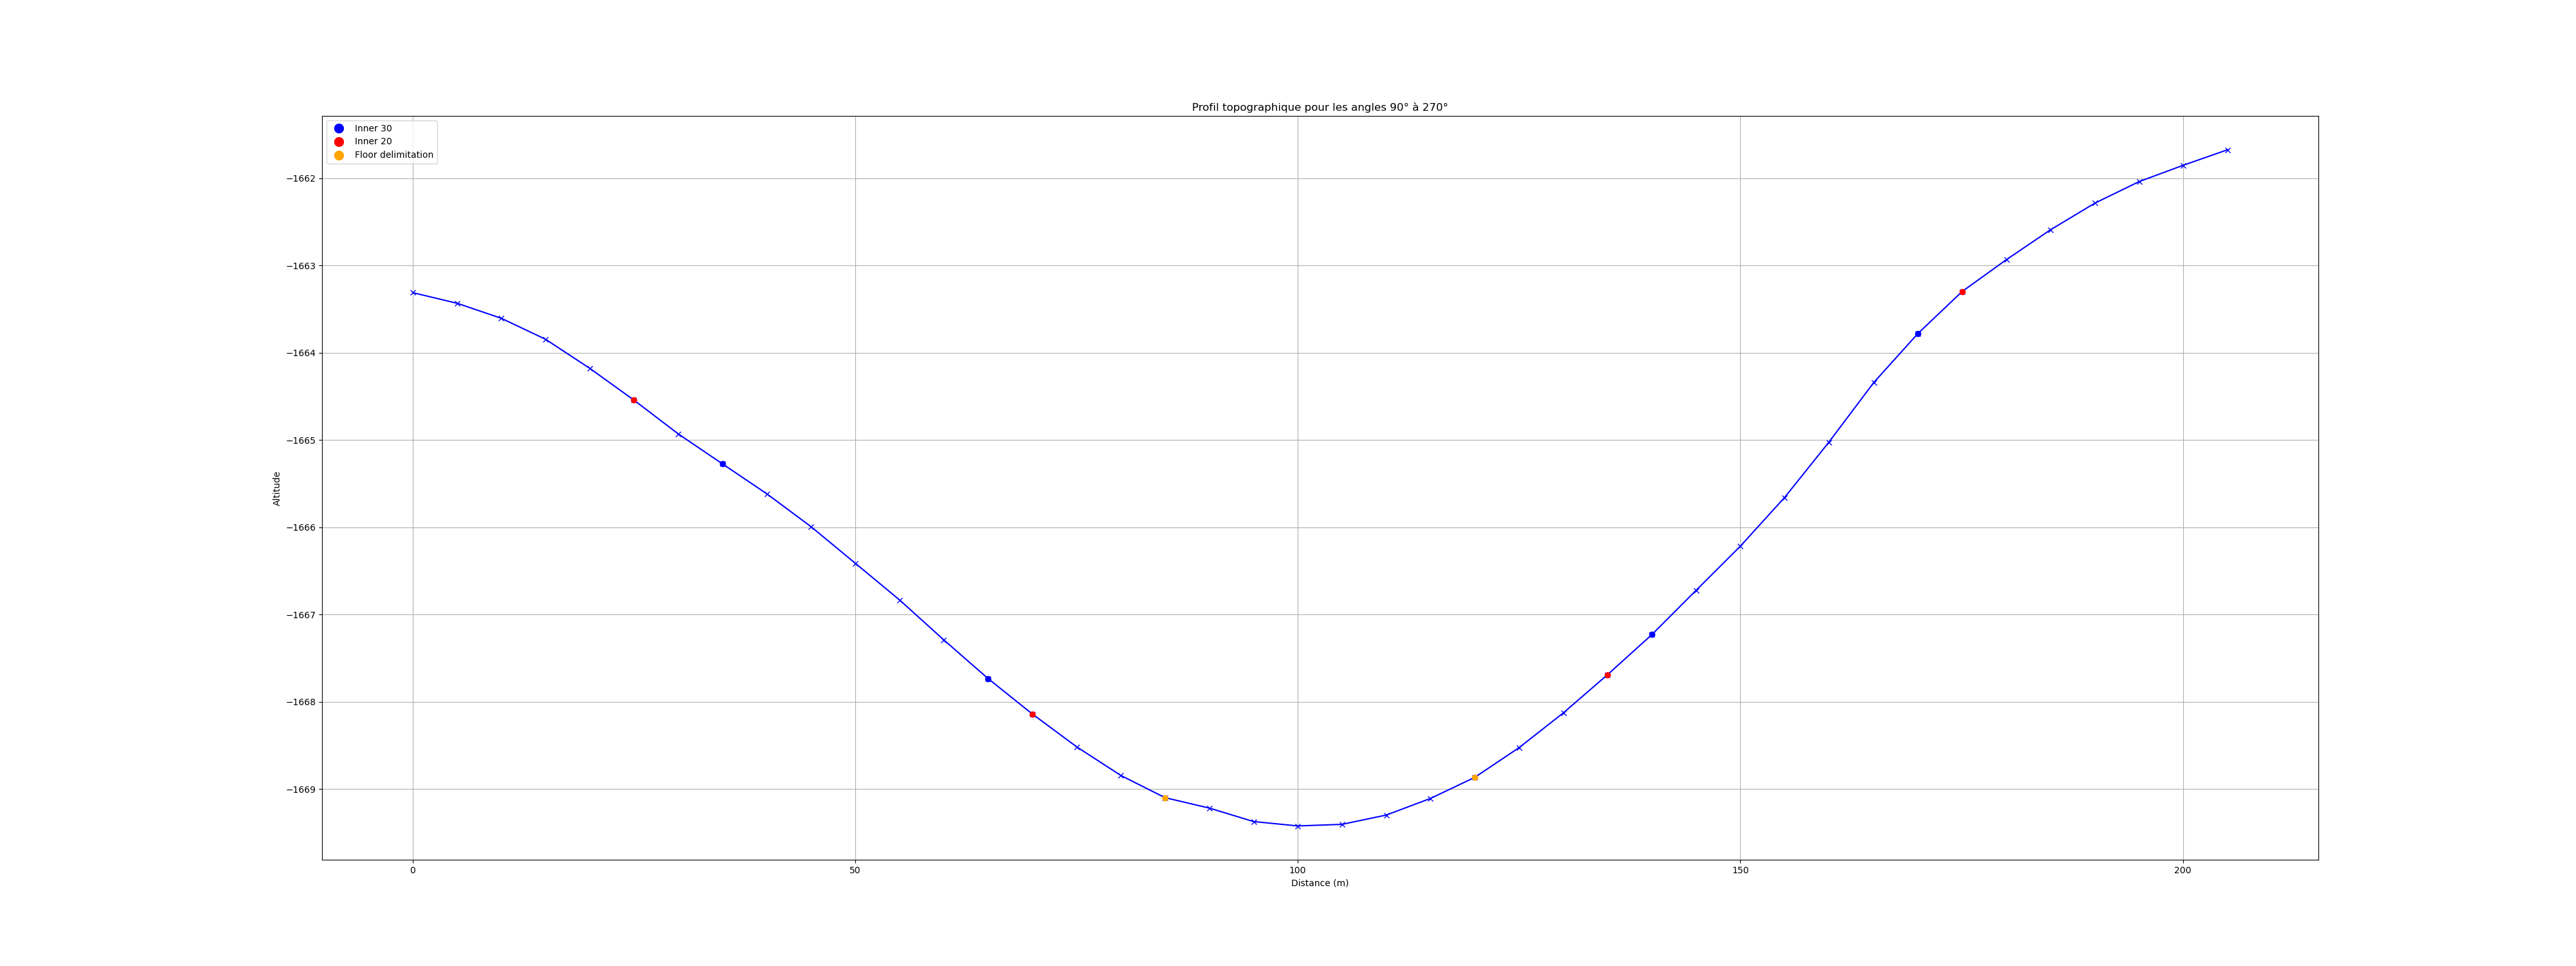 Profil topographique pour les angles 90° à 270°
Inner 30
Inner 20
Floor delimitation
−1662
−1663
−1664
−1665
−1666
−1667
−1668
−1669
Altitude
0 50 100 150 200
Distance (m)